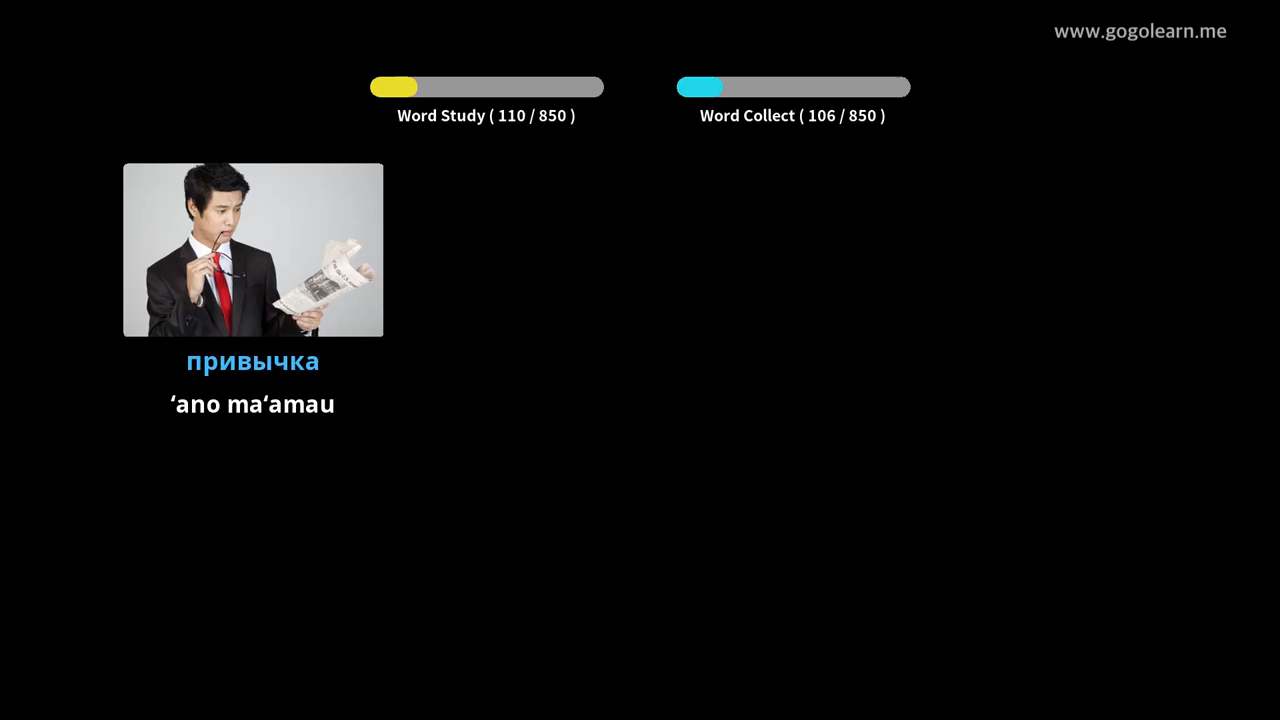 www.gogolearn.me
Word Study ( 110 / 850 )
Word Collect ( 106 / 850 )
привычка
ʻano maʻamau